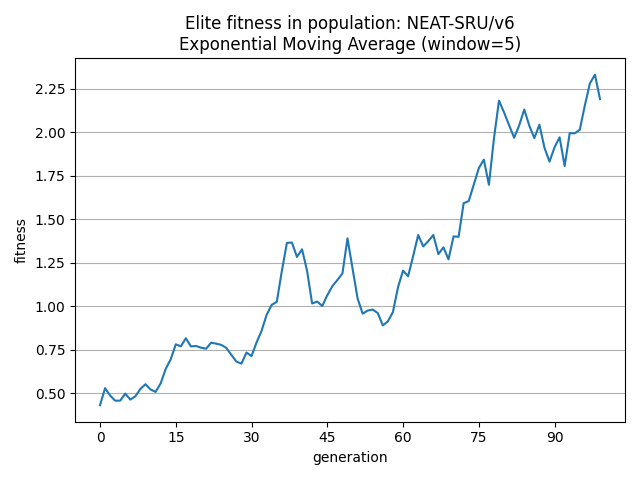 Elite fitness in population: NEAT-SRU/v6
Exponential Moving Average (window=5)
fitness
2.25
2.00
1.75
1.50
1.25
1.00
0.75
0.50
0 15 30 45 60 75 90
generation